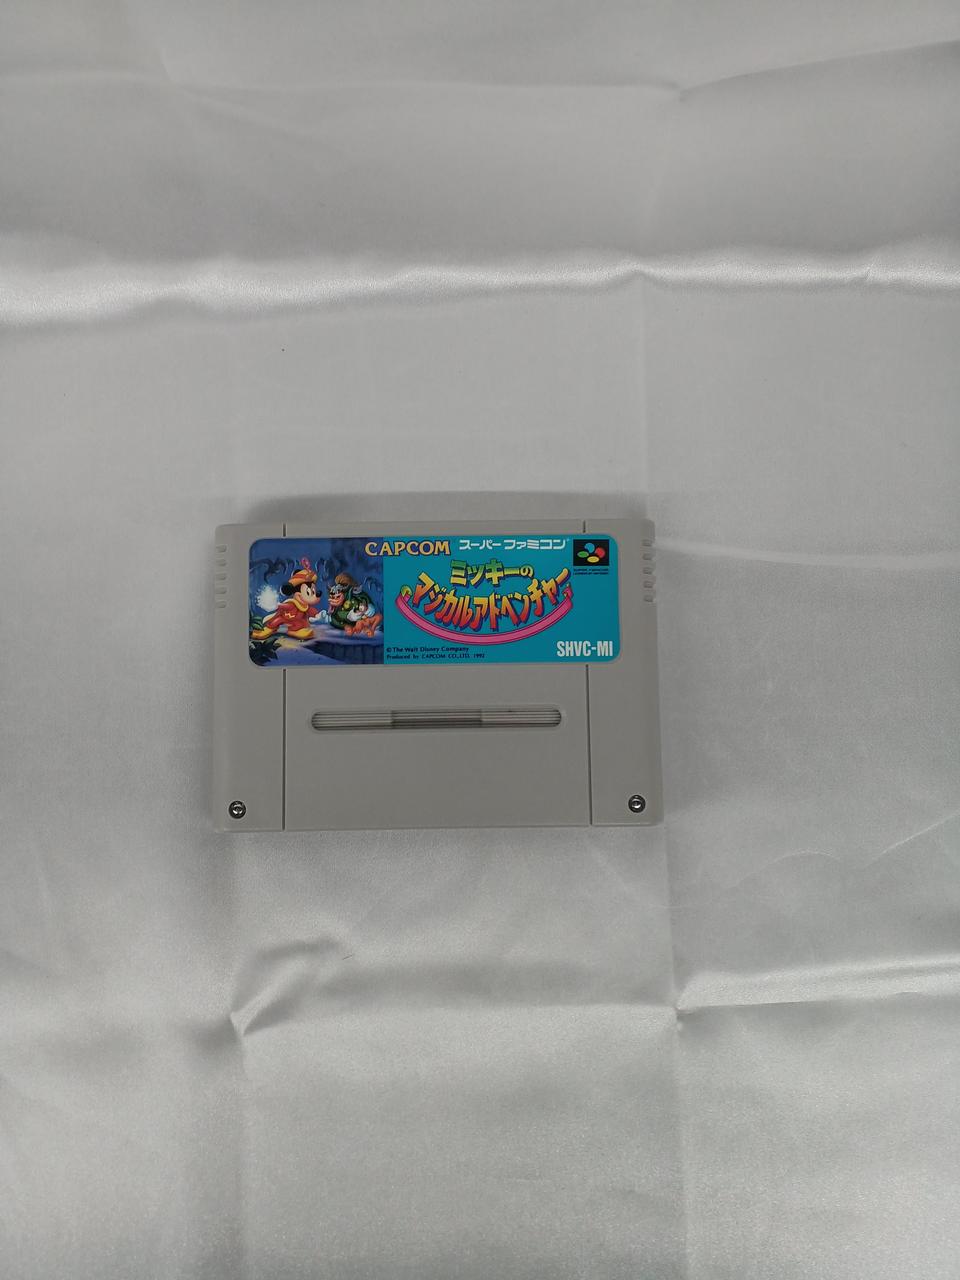 CAPCOM スーパーファミコン
ミッキーの
マジカルアドベンチャー
© The Walt Disney Company
Produced by CAPCOM CO., LTD. 1992
SHVC-MI